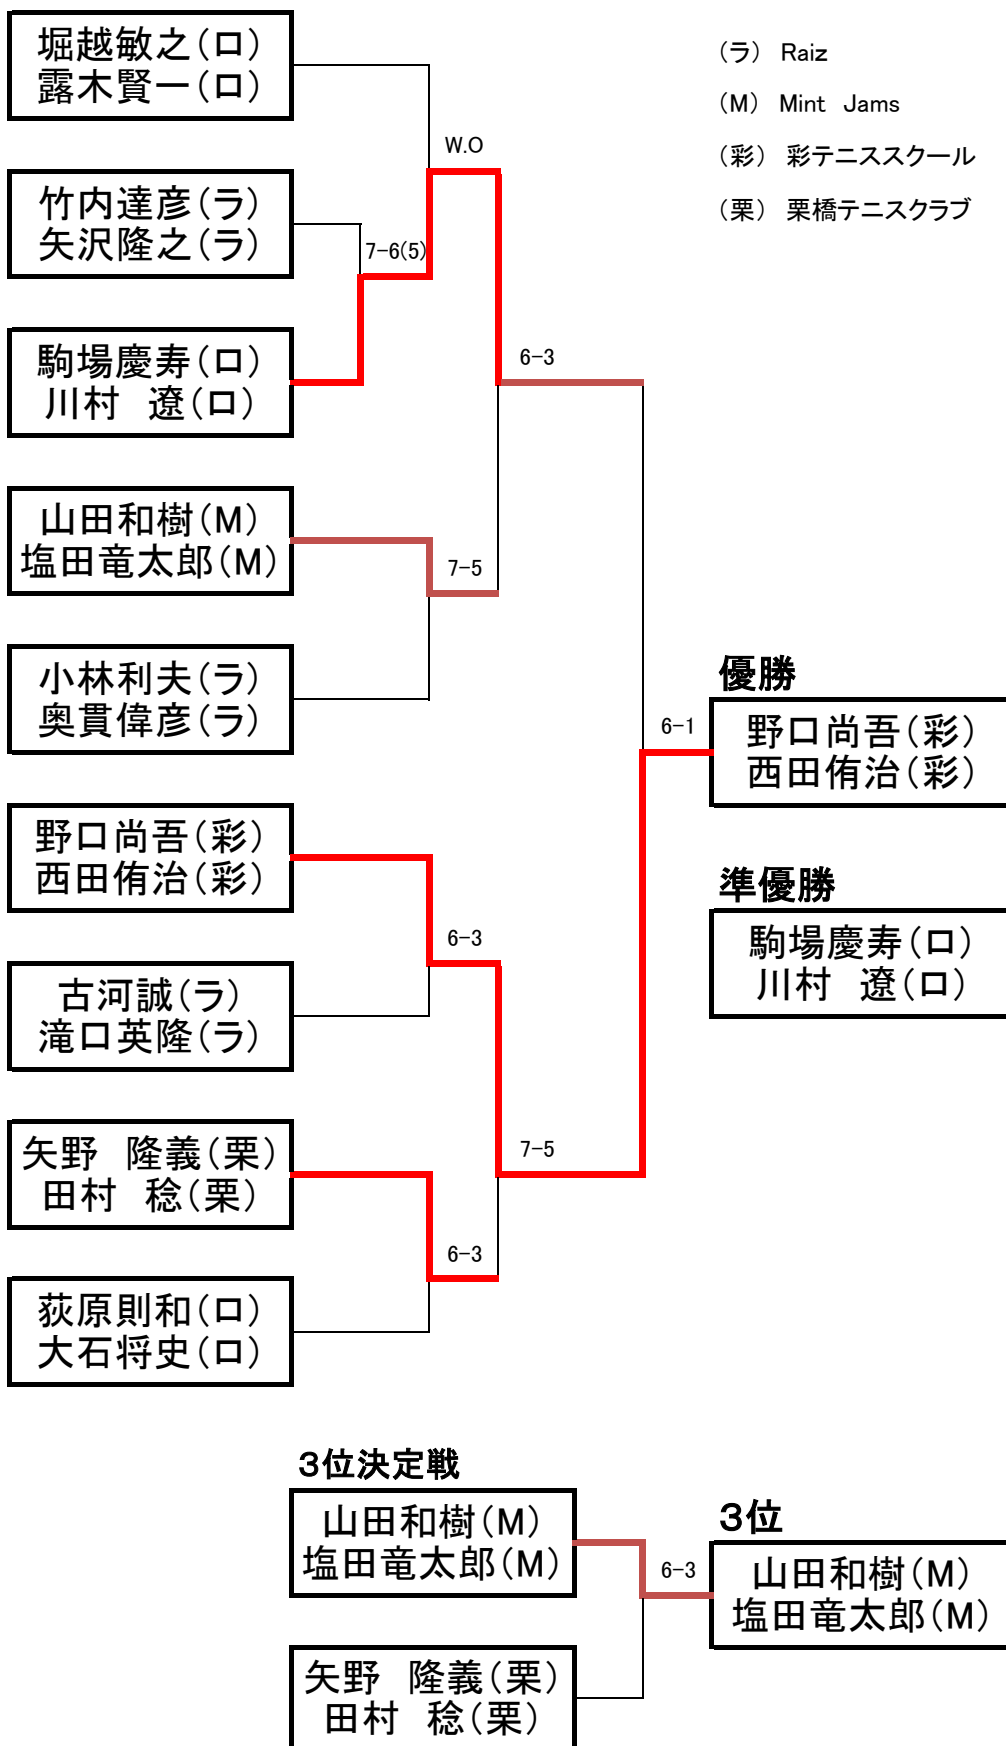 堀越敏之(ロ)
露木賢一(ロ)
(ラ) Raiz
(M) Mint Jams
(彩) 彩テニススクール
(栗) 栗橋テニスクラブ
W.O
竹内達彦(ラ)
矢沢隆之(ラ)
7-6(5)
駒場慶寿(ロ)
川村 遼(ロ)
6-3
山田和樹(M)
塩田竜太郎(M)
7-5
小林利夫(ラ)
奥貫偉彦(ラ)
優勝
6-1
野口尚吾(彩)
西田侑治(彩)
野口尚吾(彩)
西田侑治(彩)
準優勝
駒場慶寿(ロ)
川村 遼(ロ)
6-3
古河誠(ラ)
滝口英隆(ラ)
矢野 隆義(栗)
田村 稔(栗)
7-5
6-3
荻原則和(ロ)
大石将史(ロ)
3位決定戦
山田和樹(M)
塩田竜太郎(M)
3位
6-3
山田和樹(M)
塩田竜太郎(M)
矢野 隆義(栗)
田村 稔(栗)